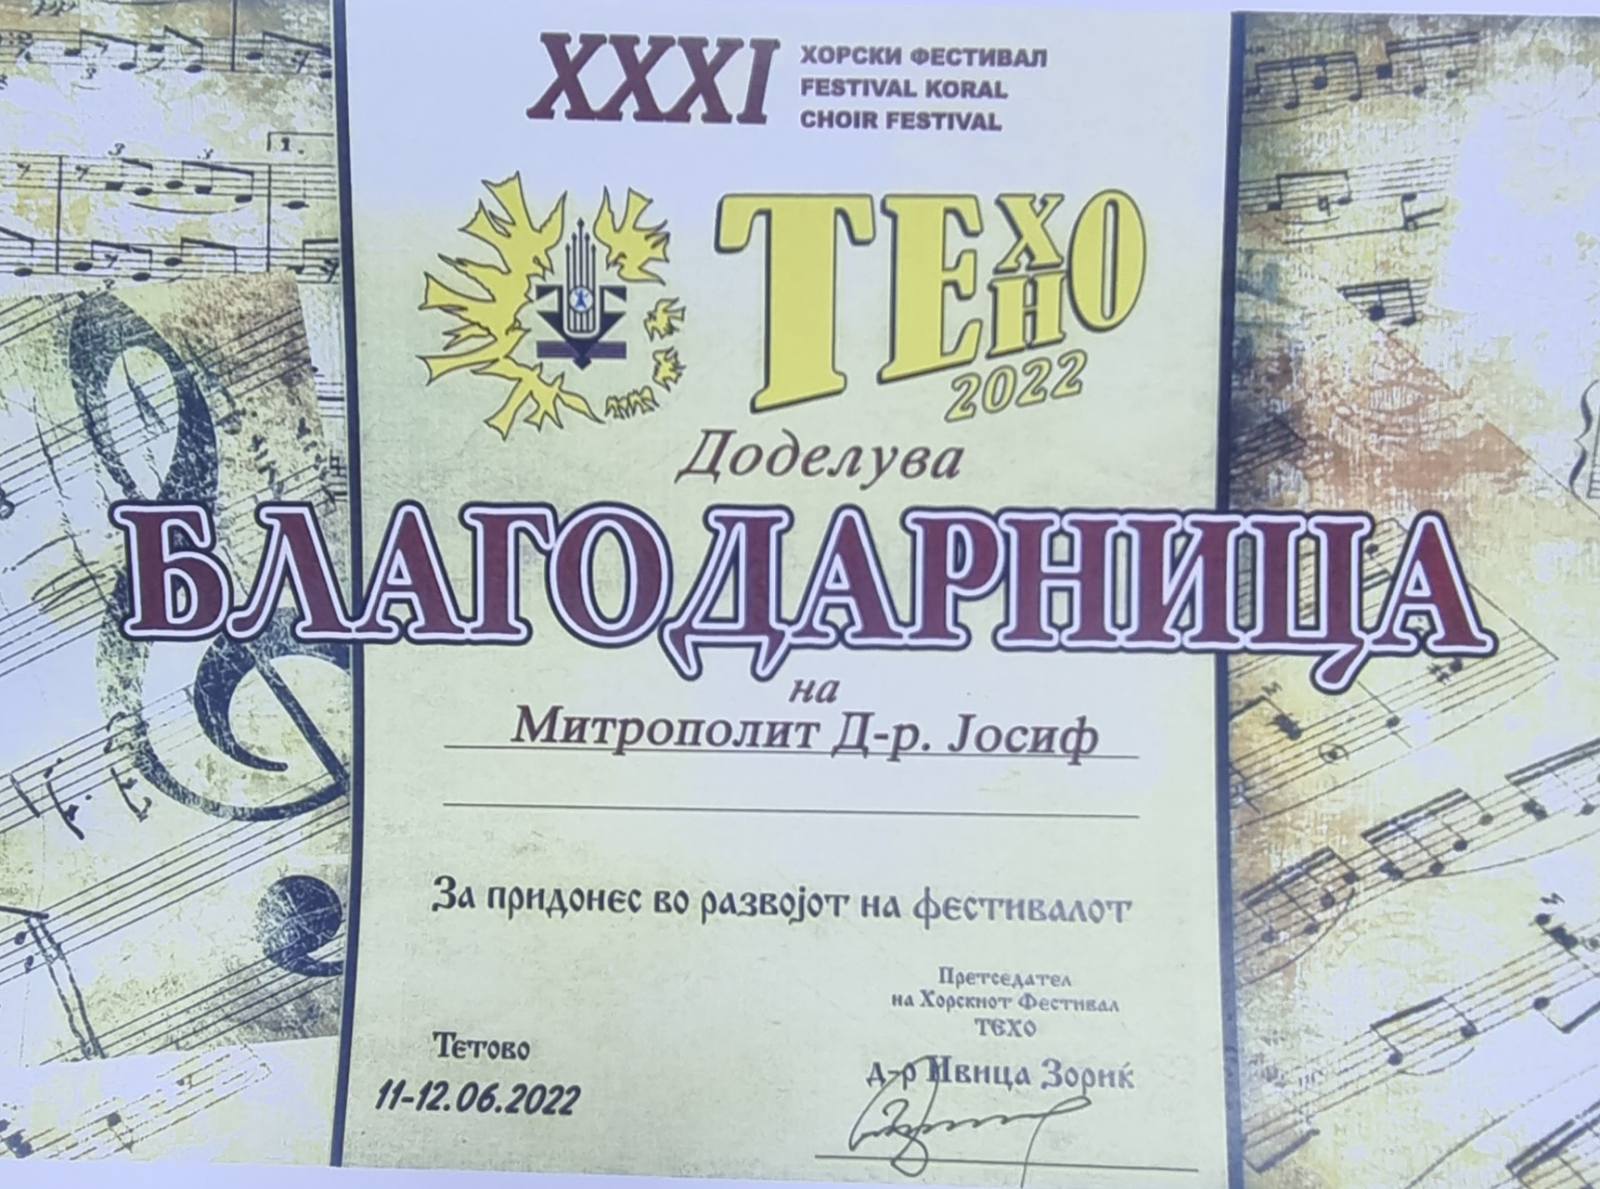 XXXI
ХОРСКИ ФЕСТИВАЛ
FESTIVAL KORAL
CHOIR FESTIVAL
ТЕХНО
2022
Доделува
БЛАГОДАРНИЦА
на
Митрополит Д-р. Јосиф
За придонес во развојот на фестивалот
Претседател
на Хорскиот Фестивал
ТЕХО
Тетово
д-р Ивица Зориќ
11-12.06.2022